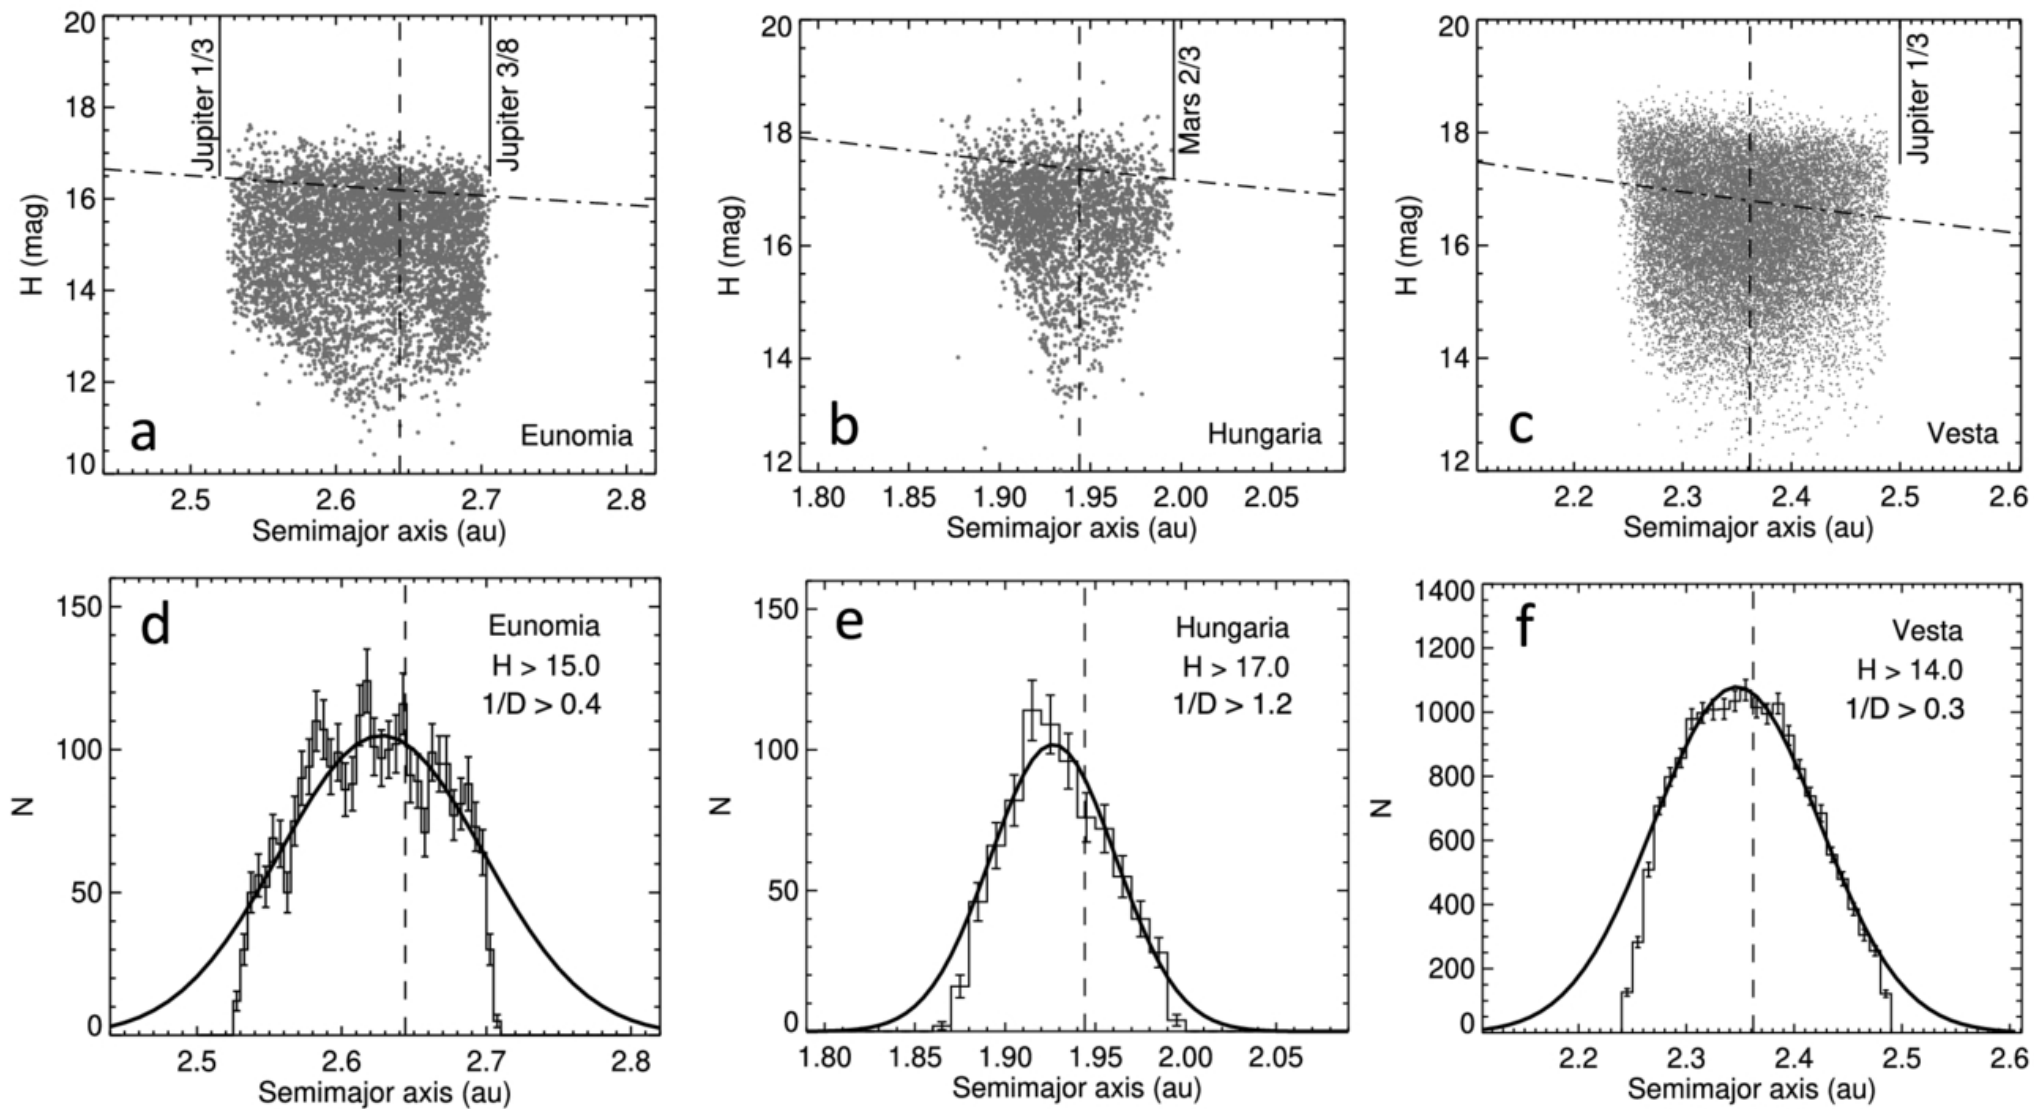 20
18
16
14
12
10
H (mag)
Jupiter 1/3
Jupiter 3/8
a
Eunomia
2.5 2.6 2.7 2.8
Semimajor axis (au)
20
18
16
14
12
H (mag)
Mars 2/3
b
Hungaria
1.80 1.85 1.90 1.95 2.00 2.05
Semimajor axis (au)
20
18
16
14
12
H (mag)
Jupiter 1/3
c
Vesta
2.2 2.3 2.4 2.5 2.6
Semimajor axis (au)
150
100
50
0
N
d
Eunomia
H > 15.0
1/D > 0.4
2.5 2.6 2.7 2.8
Semimajor axis (au)
150
100
50
0
N
e
Hungaria
H > 17.0
1/D > 1.2
1.80 1.85 1.90 1.95 2.00 2.05
Semimajor axis (au)
1400
1200
1000
800
600
400
200
0
N
f
Vesta
H > 14.0
1/D > 0.3
2.2 2.3 2.4 2.5 2.6
Semimajor axis (au)